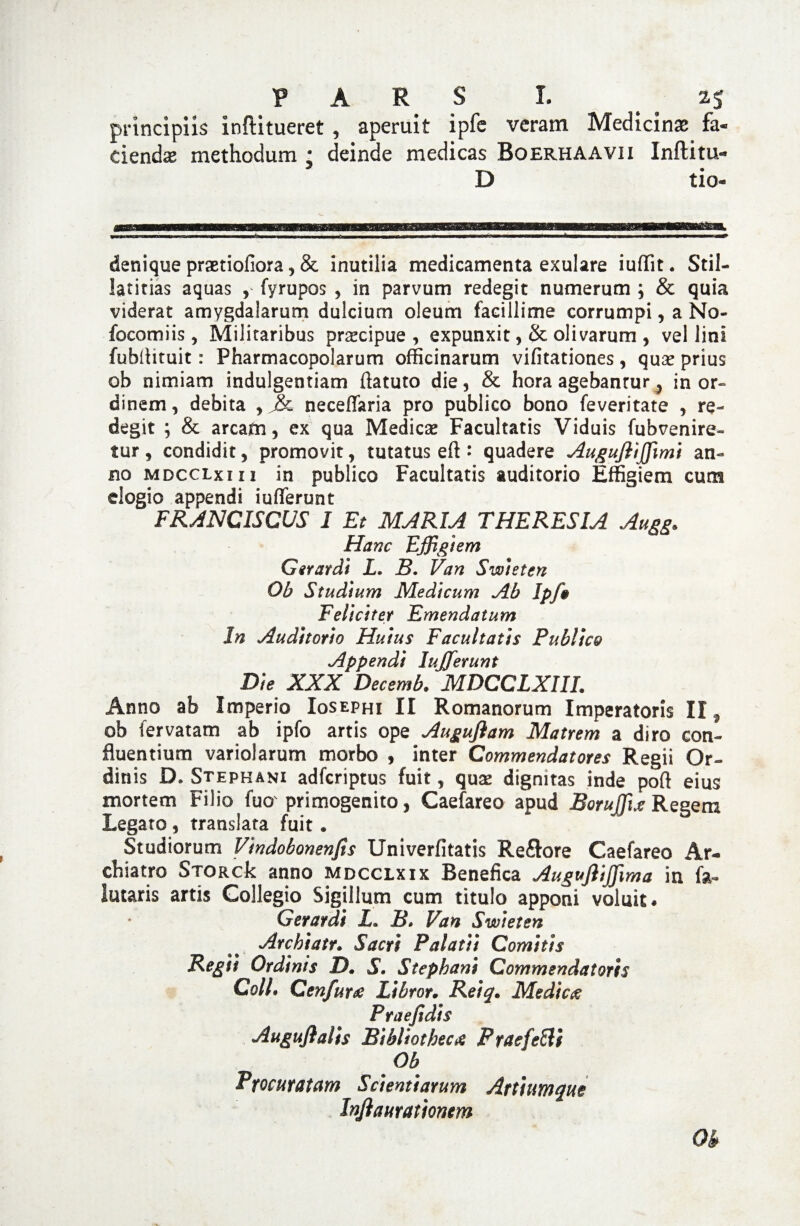 PARS I. 25
principiis inſtitueret , aperuit ipſe veram Medicinæ fa-
ciendæ methodum ; deinde medicas BOERHAAVII Inſtitu-
D tio-
denique prætioſiora, & inutilia medicamenta exulare iuſſit. Stil-
latitias aquas , ſyrupos , in parvum redegit numerum ; & quia
viderat amygdalarum dulcium oleum facillime corrumpi, a No-
ſocomiis, Militaribus præcipue , expunxit, & olivarum , vel lini
ſubſtituit : Pharmacopolarum officinarum viſitationes, quæ prius
ob nimiam indulgentiam ſtatuto die, & hora agebantur, in or-
dinem, debita , & neceſſaria pro publico bono ſeveritate , re-
degit ; & arcam, ex qua Medicæ Facultatis Viduis ſubvenire-
tur, condidit, promovit, tutatus eſt : quadere Auguſtiſſimi an-
no MDCCLXIII in publico Facultatis auditorio Effigiem cum
elogio appendi iuſſerunt
FRANCISCUS I Et MARIA THERESIA Augg.
Hanc Effigiem
Gerardi L. B. Van Swieten
Ob Studium Medicum Ab Ipſo
Feliciter Emendatum
In Auditorio Huius Facultatis Publico
Appendi Iuſſerunt
Die XXX Decemb. MDCCLXIII.
Anno ab Imperio IOSEPHI II Romanorum Imperatoris II,
ob ſervatam ab ipſo artis ope Auguſtam Matrem a diro con-
fluentium variolarum morbo , inter Commendatores Regii Or-
dinis D. STEPHANI adſcriptus fuit, quæ dignitas inde poſt eius
mortem Filio ſuo primogenito, Caeſareo apud Boruſſiæ Regem
Legato, translata fuit .
Studiorum Vindobonenſis Univerſitatis Rectore Caeſareo Ar-
chiatro STORCk anno MDCCLXIX Benefica Auguſtiſſima in ſa-
lutaris artis Collegio Sigillum cum titulo apponi voluit.
Gerardi L. B. Van Swieten
Archiatr. Sacri Palatii Comitis
Regii Ordinis D. S. Stephani Commendatoris
Coll. Cenſuræ Libror. Reiq. Medicæ
Praeſidis
Auguſtalis Bibliothecæ Praefecti
Ob
Procuratam Scientiarum Artiumque
Inſtaurationem
Ob